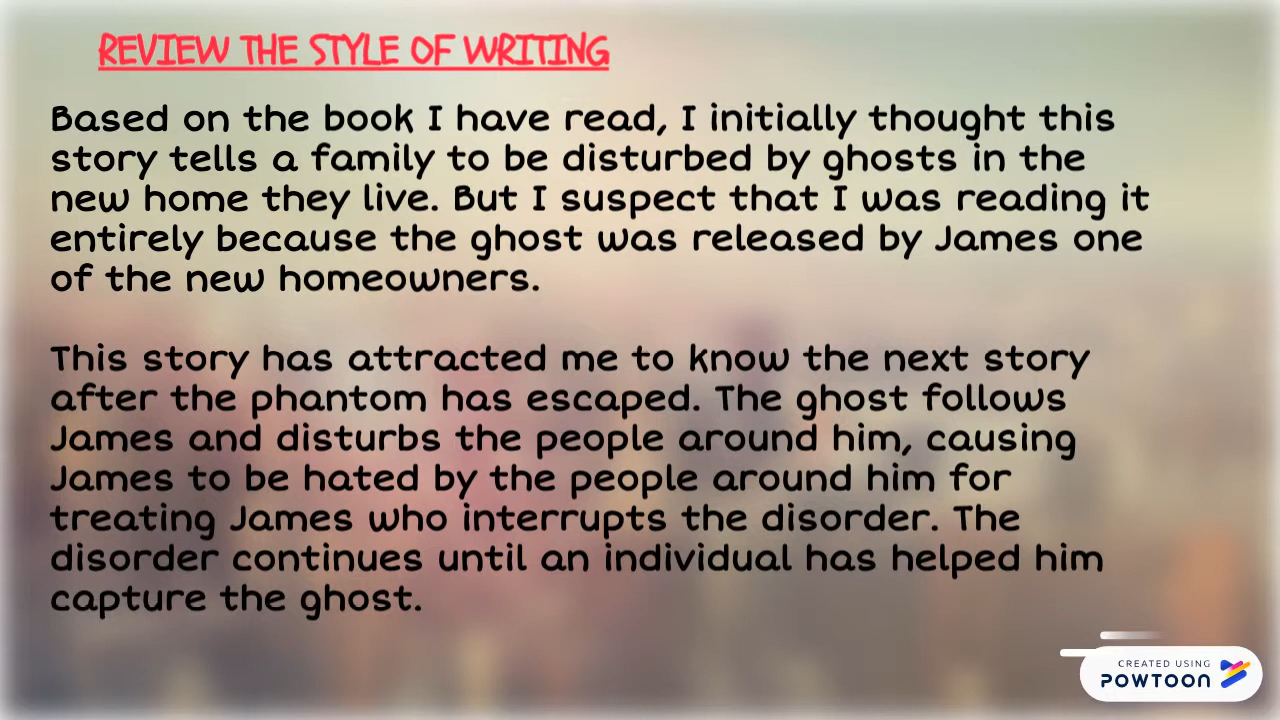 REVIEW THE STYLE OF WRITING
Based on the book I have read, I initially thought this
story tells a family to be disturbed by ghosts in the
new home they live. But I suspect that I was reading it
entirely because the ghost was released by James one
of the new homeowners.
This story has attracted me to know the next story
after the phantom has escaped. The ghost follows
James and disturbs the people around him, causing
James to be hated by the people around him for
treating James who interrupts the disorder. The
disorder continues until an individual has helped him
capture the ghost.
CREATED USING
POWTOON